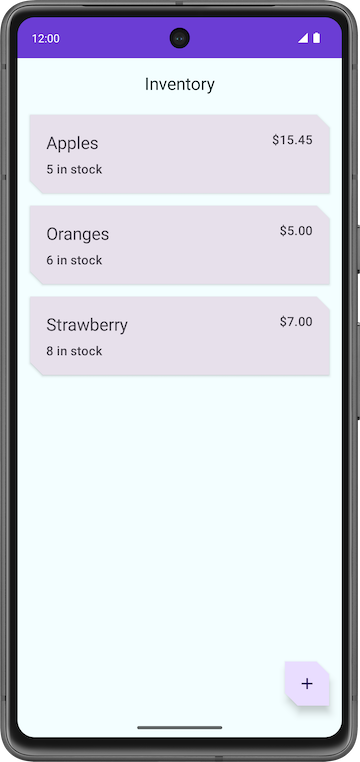 12:00
Inventory
Apples $15.45
5 in stock
Oranges $5.00
6 in stock
Strawberry $7.00
8 in stock
+